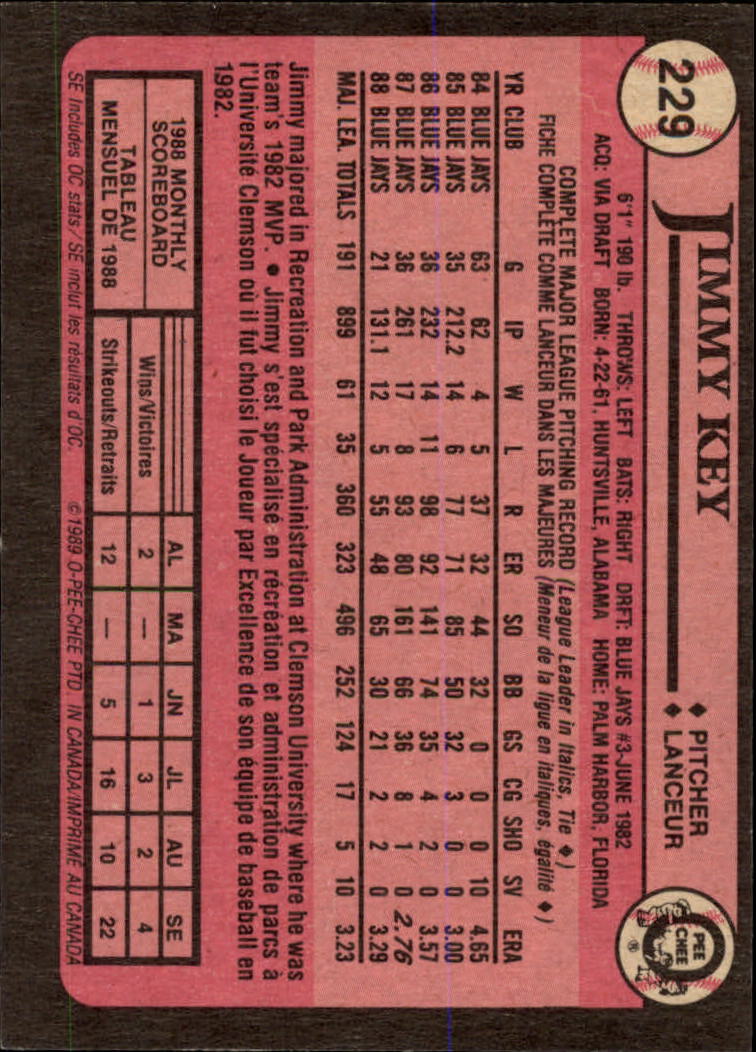 229
JIMMY KEY
♦ PITCHER
♦ LANCEUR
O PEE CHEE ®
6'1" 190 lb. THROWS: LEFT BATS: RIGHT DRFT: BLUE JAYS #3-JUNE 1982
ACQ: VIA DRAFT BORN: 4-22-61, HUNTSVILLE, ALABAMA HOME: PALM HARBOR, FLORIDA
COMPLETE MAJOR LEAGUE PITCHING RECORD (League Leader in Italics, Tie ♦)
FICHE COMPLÈTE COMME LANCEUR DANS LES MAJEURES (Meneur de la ligue en italiques, égalité ♦)
YR CLUB G IP W L R ER SO BB GS CG SHO SV ERA
84 BLUE JAYS 63 62 4 5 37 32 44 32 0 0 0 10 4.65
85 BLUE JAYS 35 212.2 14 6 77 71 85 50 32 3 0 0 3.00
86 BLUE JAYS 36 232 14 11 98 92 141 74 35 4 2 0 3.57
87 BLUE JAYS 36 261 17 8 93 80 161 66 36 8 1 0 2.76
88 BLUE JAYS 21 131.1 12 5 55 48 65 30 21 2 2 0 3.29
MAJ. LEA. TOTALS 191 899 61 35 360 323 496 252 124 17 5 10 3.23
Jimmy majored in Recreation and Park Administration at Clemson University where he was
team's 1982 MVP. ● Jimmy s'est spécialisé en récréation et administration de parcs à
l'Université Clemson où il fut choisi le Joueur par Excellence de son équipe de baseball en
1982.
1988 MONTHLY
SCOREBOARD
TABLEAU
MENSUEL DE 1988
AL MA JN JL AU SE
Wins/Victoires 2 — 1 3 2 4
Strikeouts/Retraits 12 — 5 16 10 22
SE Includes OC stats/SE inclut les résultats d'OC. ©1989 O-PEE-CHEE PTD. IN CANADA/IMPRIMÉ AU CANADA